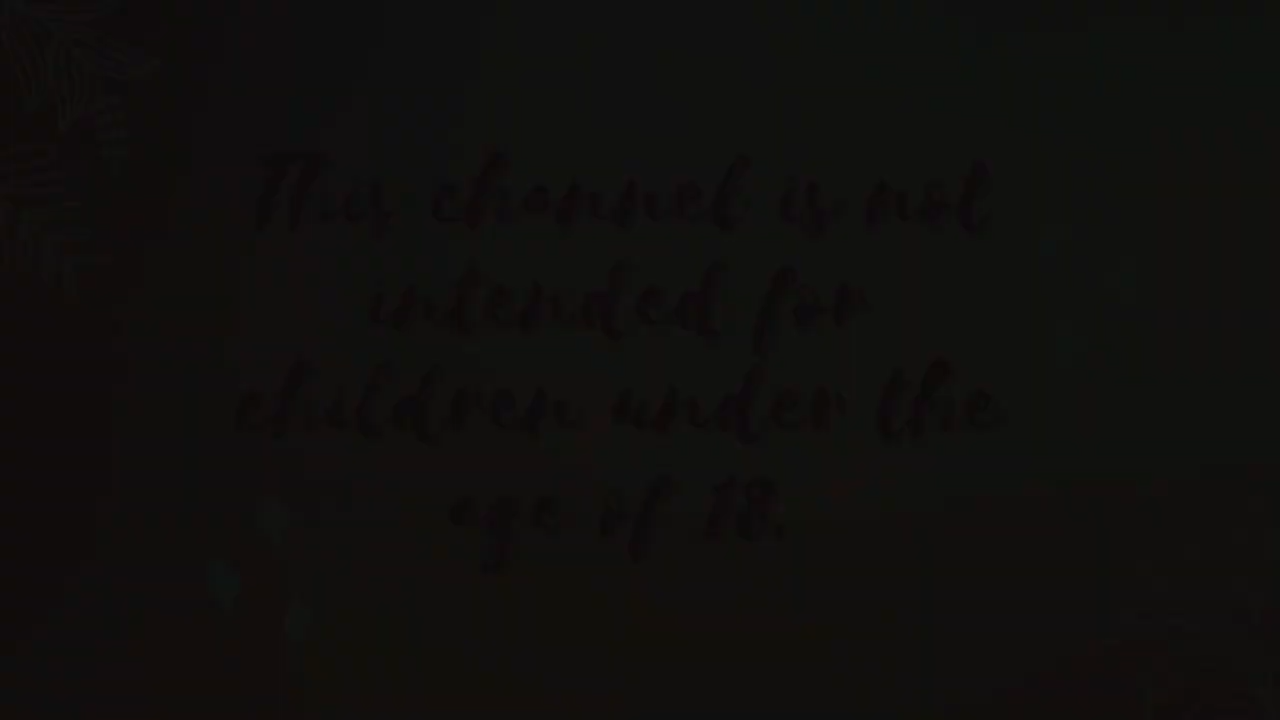 This channel is not
intended for
children under the
age of 18.